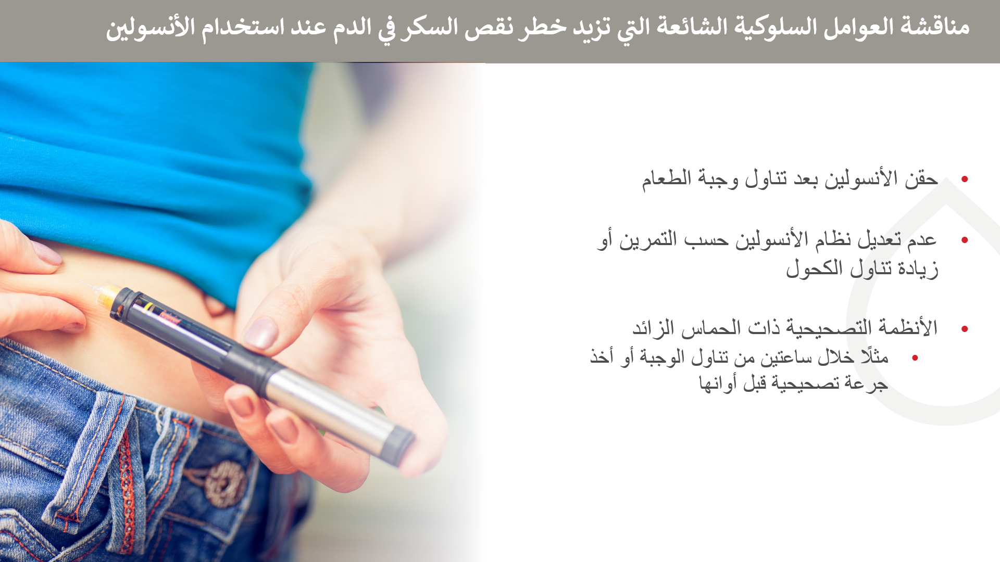 مناقشة العوامل السلوكية الشائعة التي تزيد خطر نقص السكر في الدم عند استخدام الأنسولين
• حقن الأنسولين بعد تناول وجبة الطعام
• عدم تعديل نظام الأنسولين حسب التمرين أو
زيادة تناول الكحول
• الأنظمة التصحيحية ذات الحماس الزائد
• مثلًا خلال ساعتين من تناول الوجبة أو أخذ
جرعة تصحيحية قبل أوانها